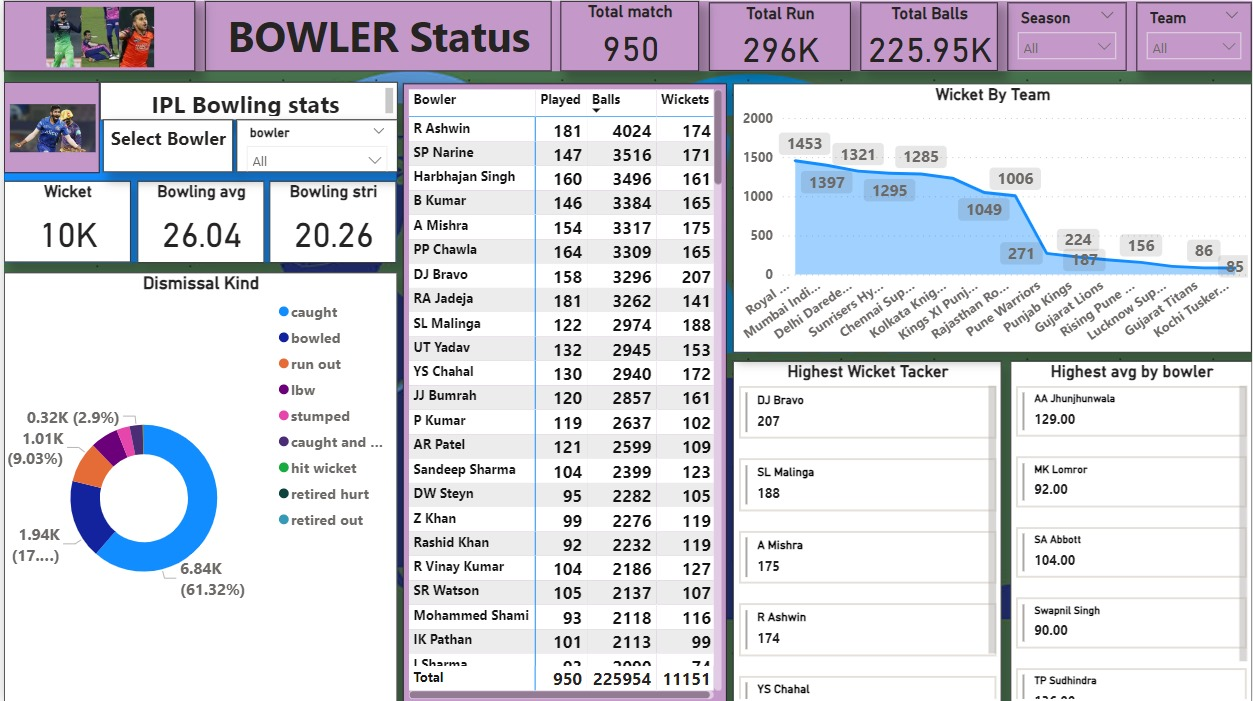 BOWLER Status
Total match
950
Total Run
296K
Total Balls
225.95K
Season
All
Team
All
IPL Bowling stats
Select Bowler
bowler
All
Wicket
10K
Bowling avg
26.04
Bowling stri
20.26
Dismissal Kind
caught
bowled
run out
lbw
stumped
caught and ...
hit wicket
retired hurt
retired out
0.32K (2.9%)
1.01K
(9.03%)
1.94K
(17....)
6.84K
(61.32%)
Bowler Played Balls Wickets
R Ashwin 181 4024 174
SP Narine 147 3516 171
Harbhajan Singh 160 3496 161
B Kumar 146 3384 165
A Mishra 154 3317 175
PP Chawla 164 3309 165
DJ Bravo 158 3296 207
RA Jadeja 181 3262 141
SL Malinga 122 2974 188
UT Yadav 132 2945 153
YS Chahal 130 2940 172
JJ Bumrah 120 2857 161
P Kumar 119 2637 102
AR Patel 121 2599 109
Sandeep Sharma 104 2399 123
DW Steyn 95 2282 105
Z Khan 99 2276 119
Rashid Khan 92 2232 119
R Vinay Kumar 104 2186 127
SR Watson 105 2137 107
Mohammed Shami 93 2118 116
IK Pathan 101 2113 99
I Sharma 93 2090 74
Total 950 225954 11151
Wicket By Team
2000
1500
1000
500
0
1453
1397
1321
1295
1285
1049
1006
271
224
187
156
86
85
Royal ...
Mumbai Indi...
Delhi Darede...
Sunrisers Hy...
Chennai Sup...
Kolkata Knig...
Kings XI Punj...
Rajasthan Ro...
Pune Warriors
Punjab Kings
Gujarat Lions
Rising Pune ...
Lucknow Sup...
Gujarat Titans
Kochi Tusker...
Highest Wicket Tacker
DJ Bravo
207
SL Malinga
188
A Mishra
175
R Ashwin
174
YS Chahal
Highest avg by bowler
AA Jhunjhunwala
129.00
MK Lomror
92.00
SA Abbott
104.00
Swapnil Singh
90.00
TP Sudhindra